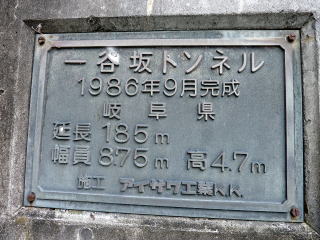 一谷坂トンネル
1986年9月完成
岐阜県
延長 185m
幅員 8.75m 高 4.7m
施工 アイサワ工業K.K.